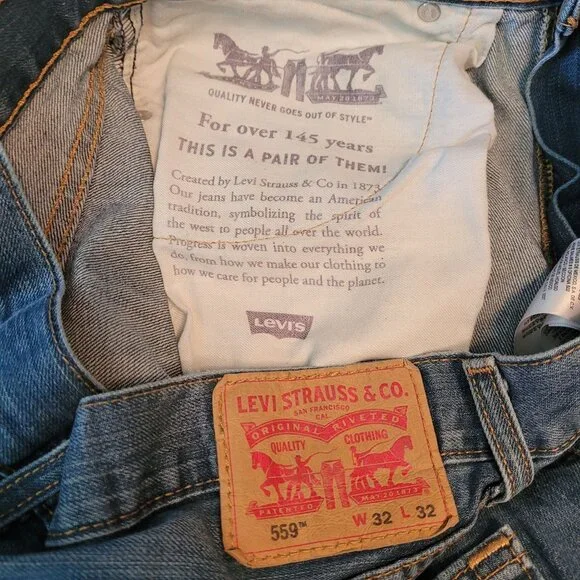 MAY 20 1873
QUALITY NEVER GOES OUT OF STYLE™
For over 145 years
THIS IS A PAIR OF THEM!
Created by Levi Strauss & Co in 1873
Our jeans have become an American
tradition, symbolizing the spirit of
the west to people all over the world.
Progress is woven into everything we
do, from how we make our clothing to
how we care for people and the planet.
Levi's
LEVI STRAUSS & CO.
SAN FRANCISCO
CAL.
ORIGINAL RIVETED
QUALITY CLOTHING
PATENTED MAY 20 1873
559™ W 32 L 32